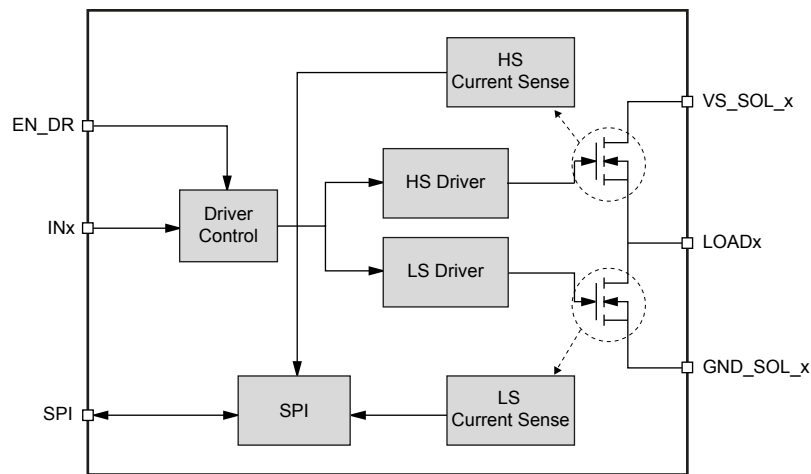 HS
Current Sense
VS_SOL_x
EN_DR
HS Driver
Driver
Control
INx
LOADx
LS Driver
GND_SOL_x
SPI
SPI
LS
Current Sense